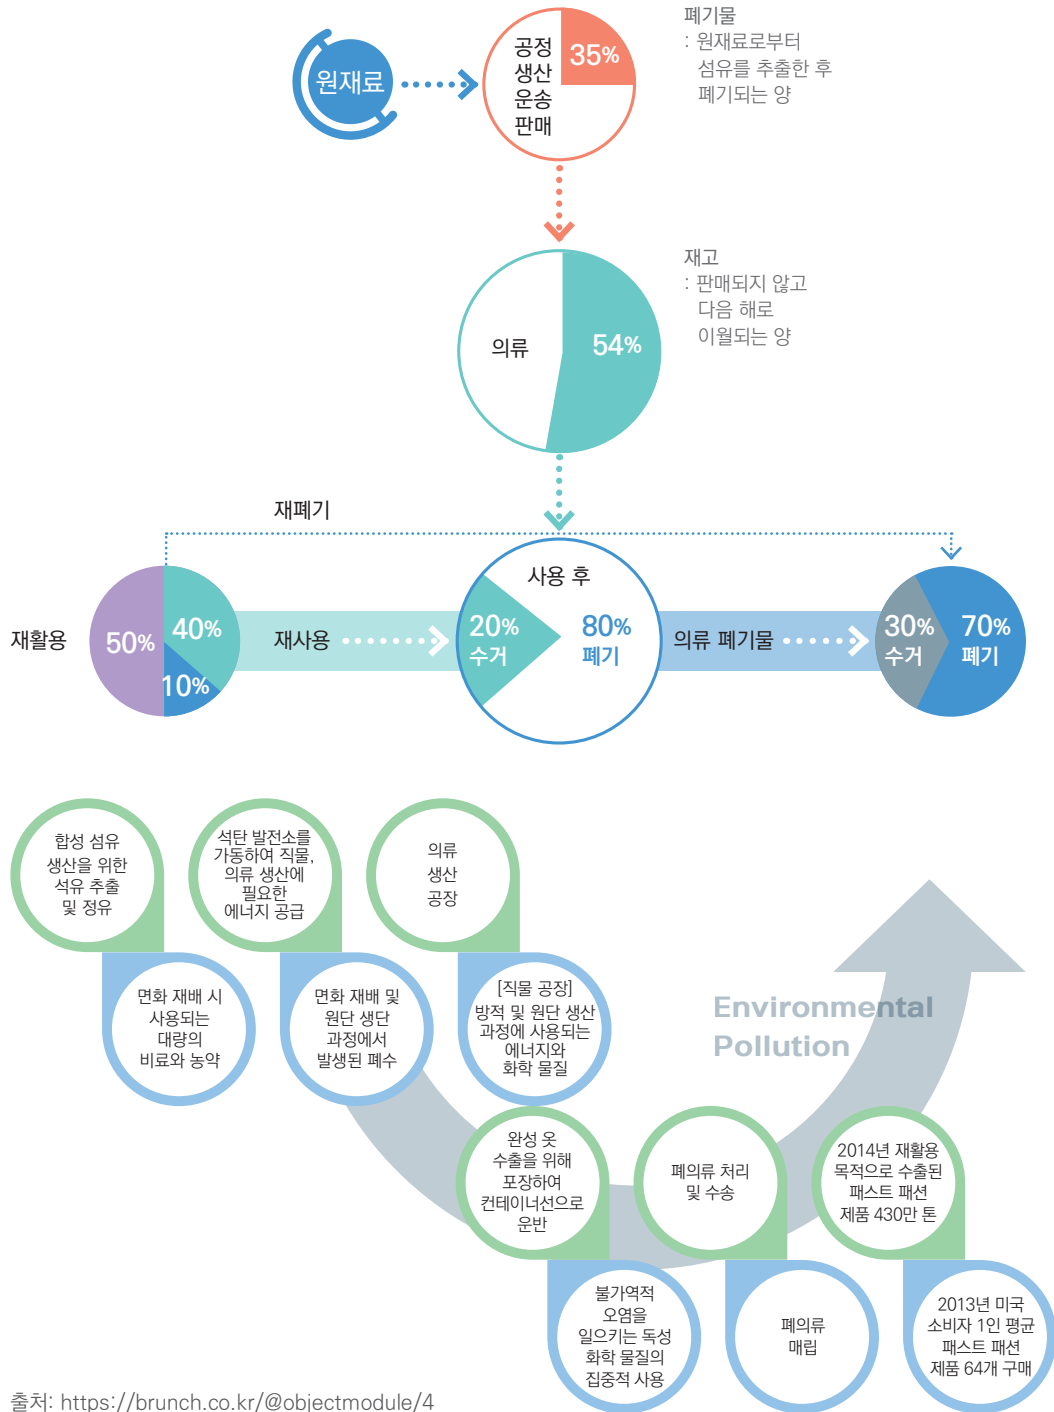 원재료
공정
생산
운송
판매
35%
폐기물
: 원재료로부터
섬유를 추출한 후
폐기되는 양
의류
54%
재고
: 판매되지 않고
다음 해로
이월되는 양
재폐기
재활용
50%
40%
10%
재사용
사용 후
20%
수거
80%
폐기
의류 폐기물
30%
수거
70%
폐기
합성 섬유
생산을 위한
석유 추출
및 정유
석탄 발전소를
가동하여 직물,
의류 생산에
필요한
에너지 공급
의류
생산
공장
면화 재배 시
사용되는
대량의
비료와 농약
면화 재배 및
원단 생단
과정에서
발생된 폐수
[직물 공장]
방적 및 원단 생산
과정에 사용되는
에너지와
화학 물질
Environmental
Pollution
완성 옷
수출을 위해
포장하여
컨테이너선으로
운반
폐의류 처리
및 수송
2014년 재활용
목적으로 수출된
패스트 패션
제품 430만 톤
불가역적
오염을
일으키는 독성
화학 물질의
집중적 사용
폐의류
매립
2013년 미국
소비자 1인 평균
패스트 패션
제품 64개 구매
출처: https://brunch.co.kr/@objectmodule/4